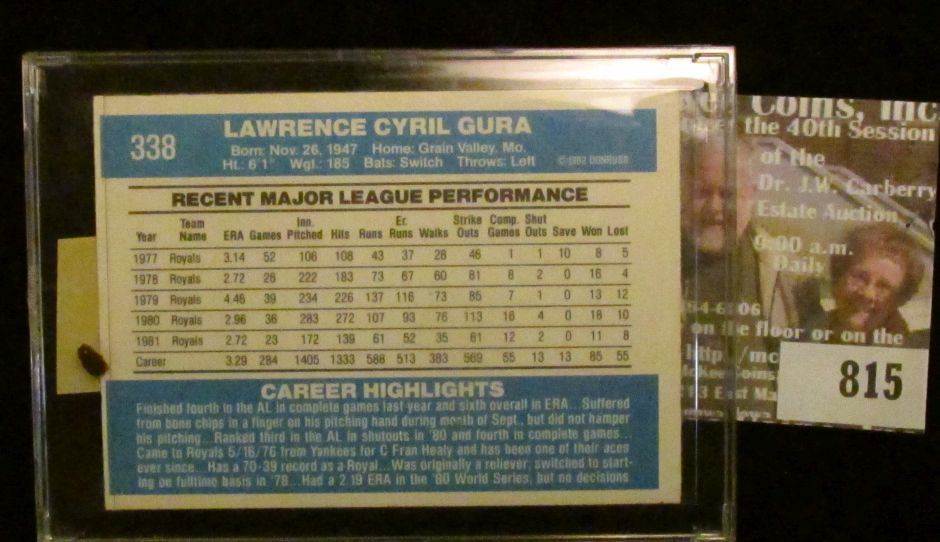 338
LAWRENCE CYRIL GURA
Born: Nov. 26, 1947 Home: Grain Valley, Mo.
Ht.: 6'1" Wgt.: 185 Bats: Switch Throws: Left
© 1982 DONRUSS
RECENT MAJOR LEAGUE PERFORMANCE
Year Team Name ERA Games Inn. Pitched Hits Runs Er. Runs Walks Strike Outs Comp. Games Shut Outs Save Won Lost
1977 Royals 3.14 52 106 108 43 37 28 46 1 1 10 8 5
1978 Royals 2.72 26 222 183 73 67 60 81 8 2 0 16 4
1979 Royals 4.46 39 234 226 137 116 73 85 7 1 0 13 12
1980 Royals 2.96 36 283 272 107 93 76 113 16 4 0 18 10
1981 Royals 2.72 23 172 139 61 52 35 61 12 2 0 11 8
Career 3.29 284 1405 1333 588 513 383 569 55 13 13 85 55
CAREER HIGHLIGHTS
Finished fourth in the AL in complete games last year and sixth overall in ERA... Suffered
from bone chips in a finger on his pitching hand during month of Sept., but did not hamper
his pitching... Ranked third in the AL in shutouts in '80 and fourth in complete games...
Came to Royals 5/16/76 from Yankees for C Fran Healy and has been one of their aces
ever since... Has a 70-39 record as a Royal... Was originally a reliever, switched to start-
ing on fulltime basis in '78... Had a 2.19 ERA in the '80 World Series, but no decisions
Coins, Inc
the 40th Session
of the
Dr. J.W. Carberry
Estate Auction,
9:00 a.m.
Daily
on the floor or on the
815